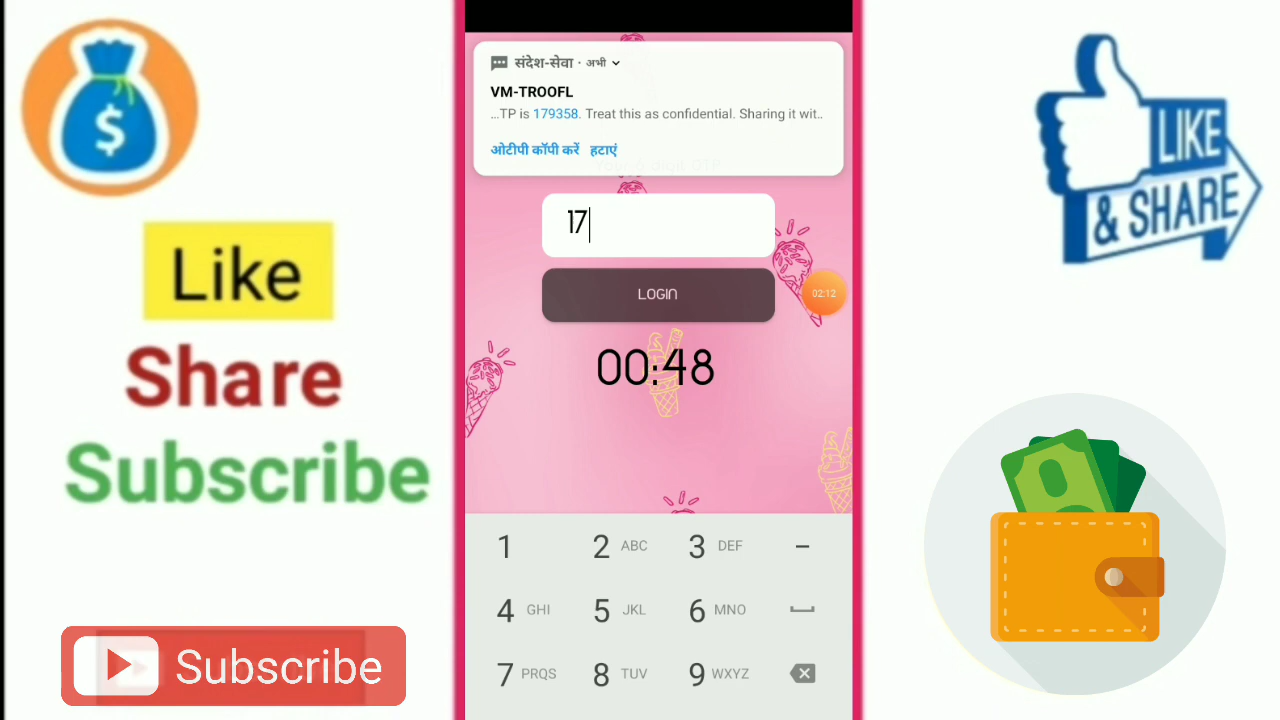 $
Like
Share
Subscribe
Subscribe
संदेश-सेवा · अभी
VM-TROOFL
...TP is 179358. Treat this as confidential. Sharing it wit..
ओटीपी कॉपी करें हटाएं
17
LOGIN
02:12
00:48
1 2 ABC 3 DEF –
4 GHI 5 JKL 6 MNO
7 PRQS 8 TUV 9 WXYZ
LIKE
& SHARE